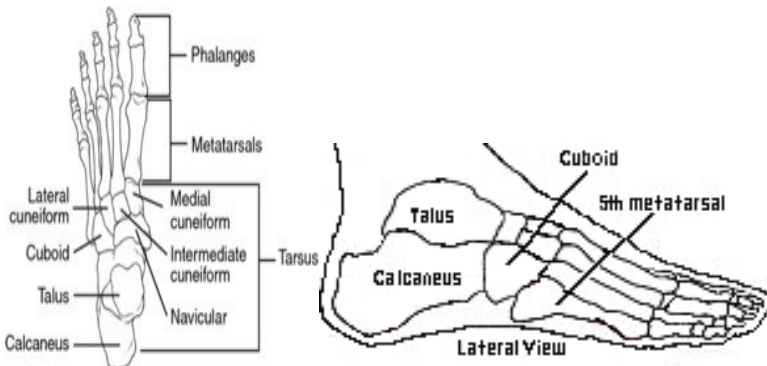 Phalanges
Metatarsals
Lateral
cuneiform
Medial
cuneiform
Cuboid
Intermediate
cuneiform
Tarsus
Talus
Navicular
Calcaneus
Cuboid
5th metatarsal
Talus
Calcaneus
Lateral View